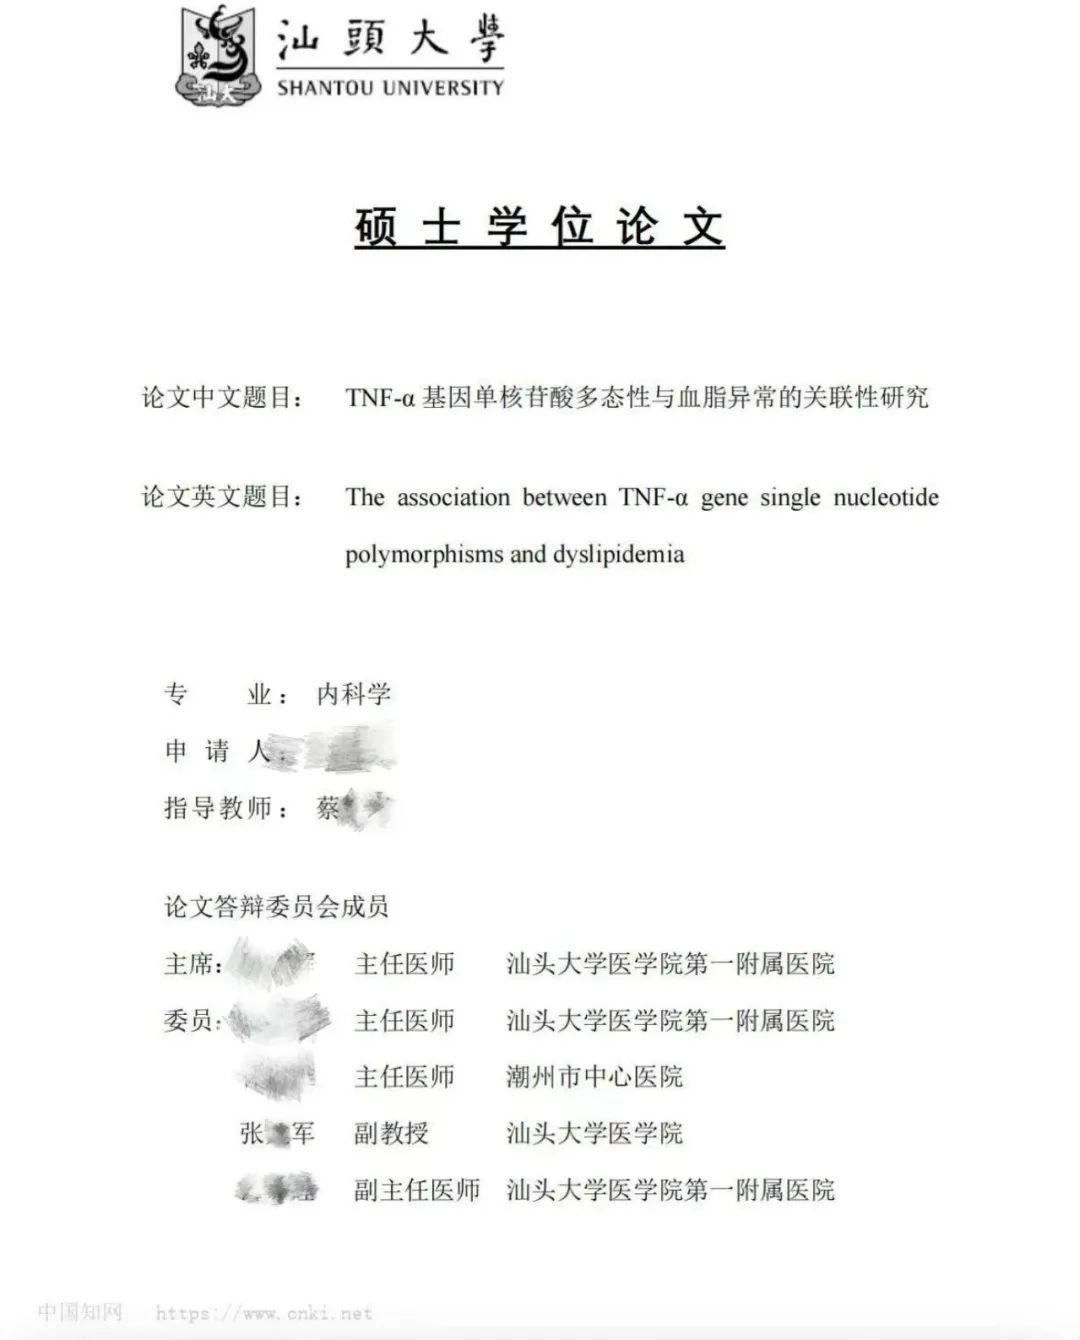 汕大
汕頭大學
SHANTOU UNIVERSITY
硕士学位论文
论文中文题目： TNF-α 基因单核苷酸多态性与血脂异常的关联性研究
论文英文题目： The association between TNF-α gene single nucleotide
polymorphisms and dyslipidemia
专 业： 内科学
申 请 人
指导教师： 蔡
论文答辩委员会成员
主席： 主任医师 汕头大学医学院第一附属医院
委员： 主任医师 汕头大学医学院第一附属医院
主任医师 潮州市中心医院
张 军 副教授 汕头大学医学院
副主任医师 汕头大学医学院第一附属医院
中国知网 https://www.cnki.net